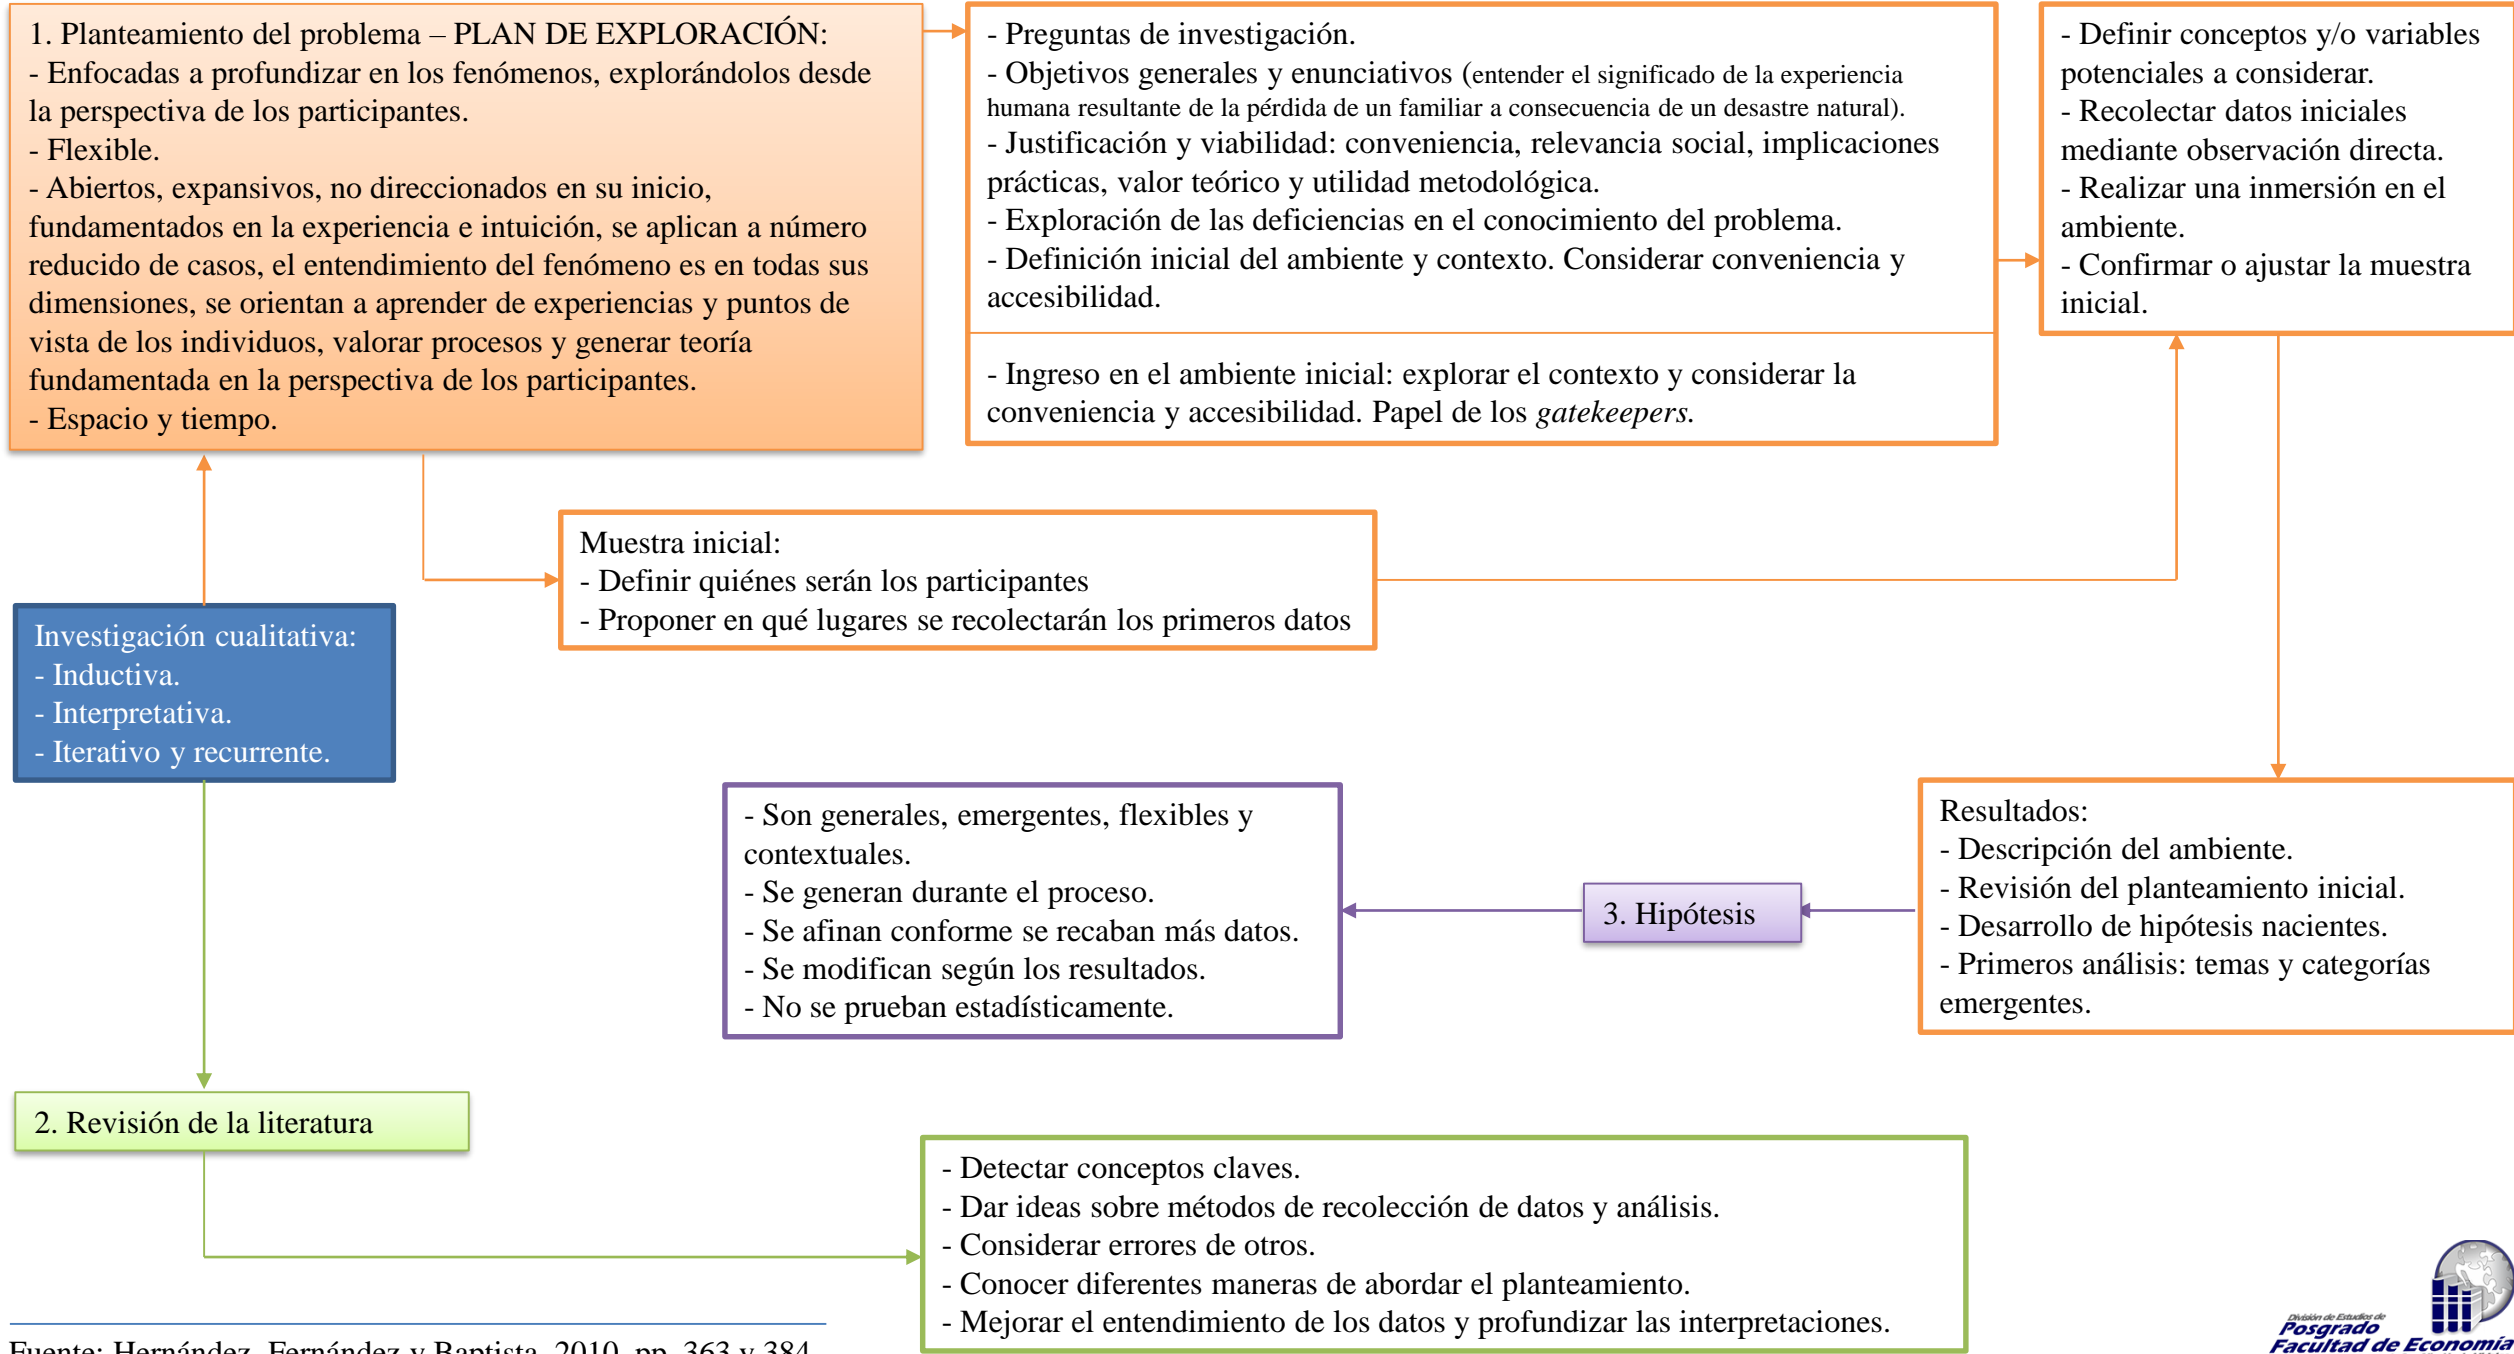 1. Planteamiento del problema – PLAN DE EXPLORACIÓN:
- Enfocadas a profundizar en los fenómenos, explorándolos desde
la perspectiva de los participantes.
- Flexible.
- Abiertos, expansivos, no direccionados en su inicio,
fundamentados en la experiencia e intuición, se aplican a número
reducido de casos, el entendimiento del fenómeno es en todas sus
dimensiones, se orientan a aprender de experiencias y puntos de
vista de los individuos, valorar procesos y generar teoría
fundamentada en la perspectiva de los participantes.
- Espacio y tiempo.
- Preguntas de investigación.
- Objetivos generales y enunciativos (entender el significado de la experiencia
humana resultante de la pérdida de un familiar a consecuencia de un desastre natural).
- Justificación y viabilidad: conveniencia, relevancia social, implicaciones
prácticas, valor teórico y utilidad metodológica.
- Exploración de las deficiencias en el conocimiento del problema.
- Definición inicial del ambiente y contexto. Considerar conveniencia y
accesibilidad.
- Ingreso en el ambiente inicial: explorar el contexto y considerar la
conveniencia y accesibilidad. Papel de los gatekeepers.
- Definir conceptos y/o variables
potenciales a considerar.
- Recolectar datos iniciales
mediante observación directa.
- Realizar una inmersión en el
ambiente.
- Confirmar o ajustar la muestra
inicial.
Muestra inicial:
- Definir quiénes serán los participantes
- Proponer en qué lugares se recolectarán los primeros datos
Investigación cualitativa:
- Inductiva.
- Interpretativa.
- Iterativo y recurrente.
Resultados:
- Descripción del ambiente.
- Revisión del planteamiento inicial.
- Desarrollo de hipótesis nacientes.
- Primeros análisis: temas y categorías
emergentes.
3. Hipótesis
- Son generales, emergentes, flexibles y
contextuales.
- Se generan durante el proceso.
- Se afinan conforme se recaban más datos.
- Se modifican según los resultados.
- No se prueban estadísticamente.
2. Revisión de la literatura
- Detectar conceptos claves.
- Dar ideas sobre métodos de recolección de datos y análisis.
- Considerar errores de otros.
- Conocer diferentes maneras de abordar el planteamiento.
- Mejorar el entendimiento de los datos y profundizar las interpretaciones.
Fuente: Hernández, Fernández y Baptista, 2010, pp. 363 y 384
División de Estudios de
Posgrado
Facultad de Economía